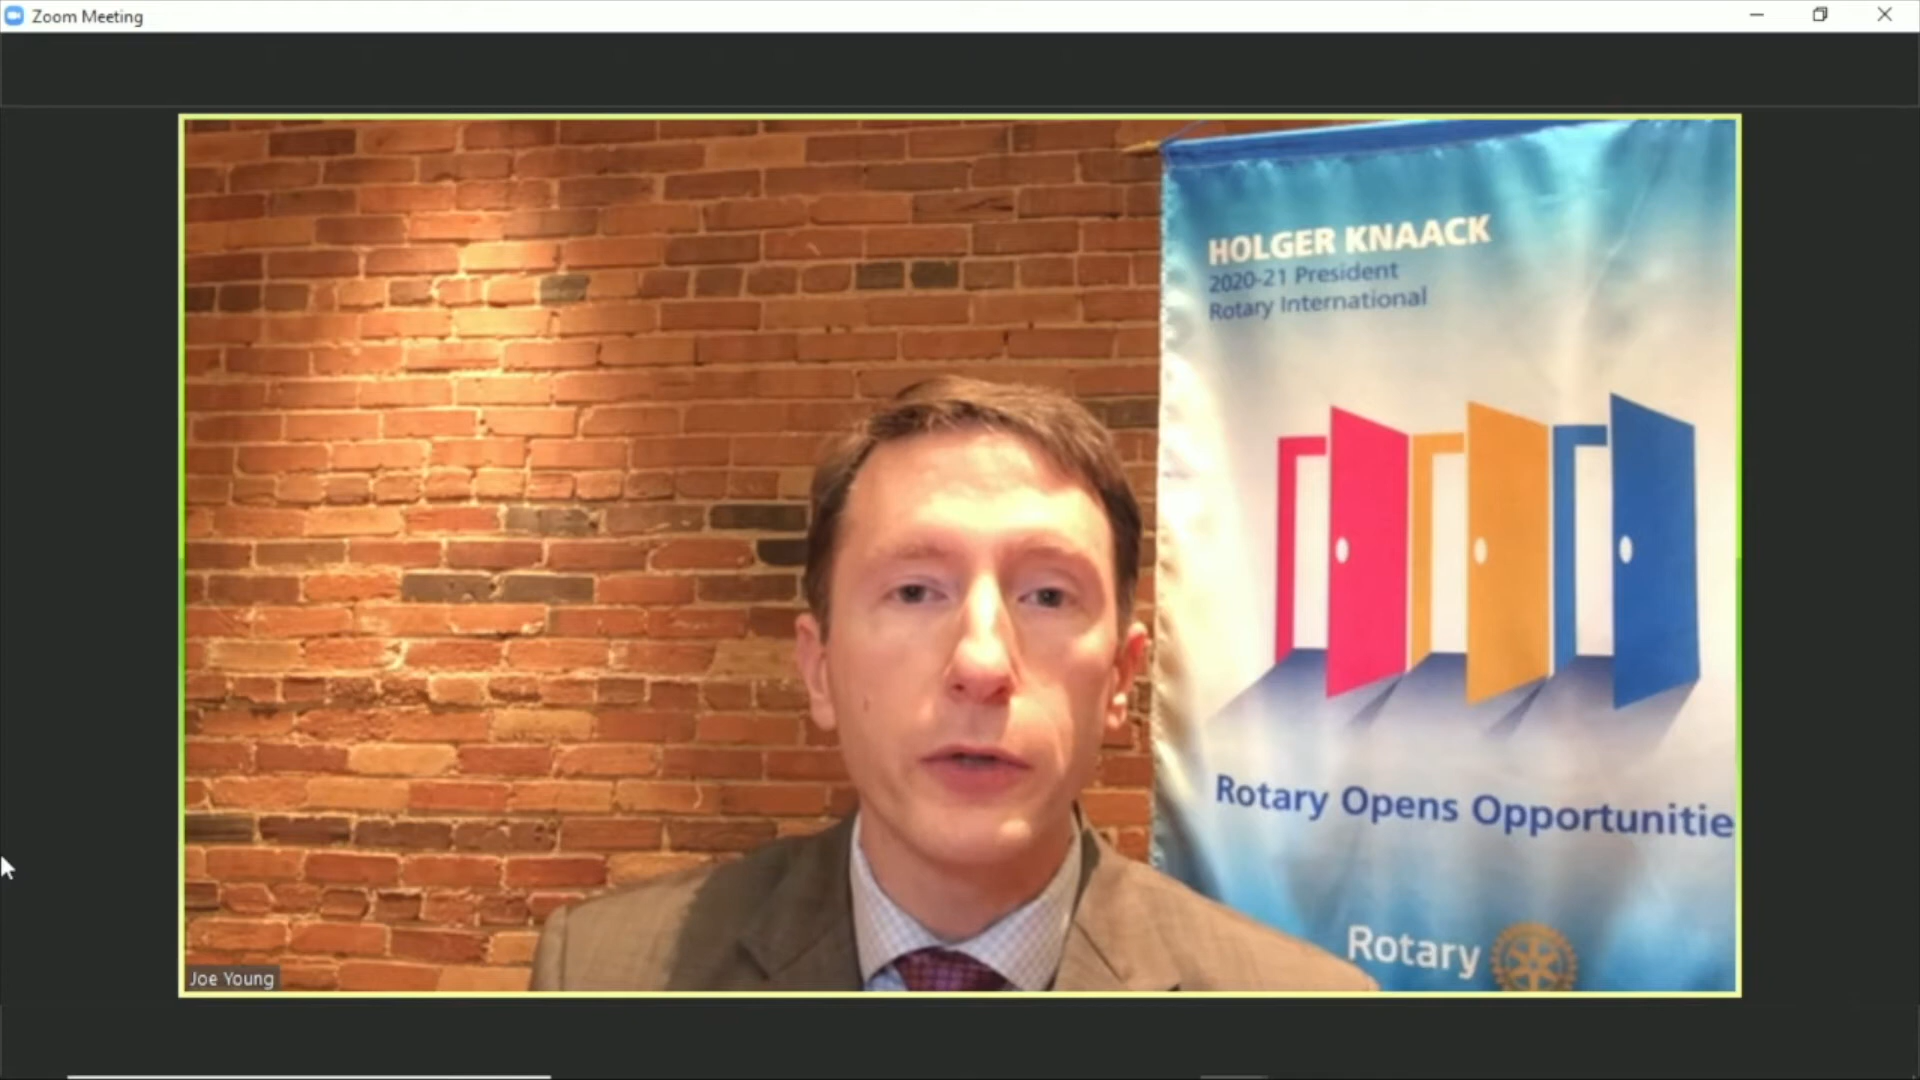 Zoom Meeting
HOLGER KNAACK
2020-21 President
Rotary International
Rotary Opens Opportunitie
Rotary
Joe Young